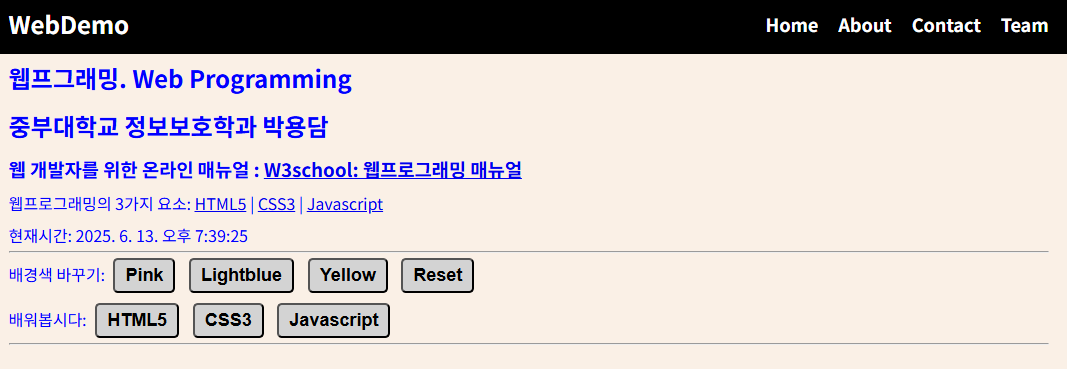 WebDemo Home About Contact Team
웹프그래밍. Web Programming
중부대학교 정보보호학과 박용담
웹 개발자를 위한 온라인 매뉴얼 : W3school: 웹프로그래밍 매뉴얼
웹프로그래밍의 3가지 요소: HTML5 | CSS3 | Javascript
현재시간: 2025. 6. 13. 오후 7:39:25
배경색 바꾸기: Pink Lightblue Yellow Reset
배워봅시다: HTML5 CSS3 Javascript